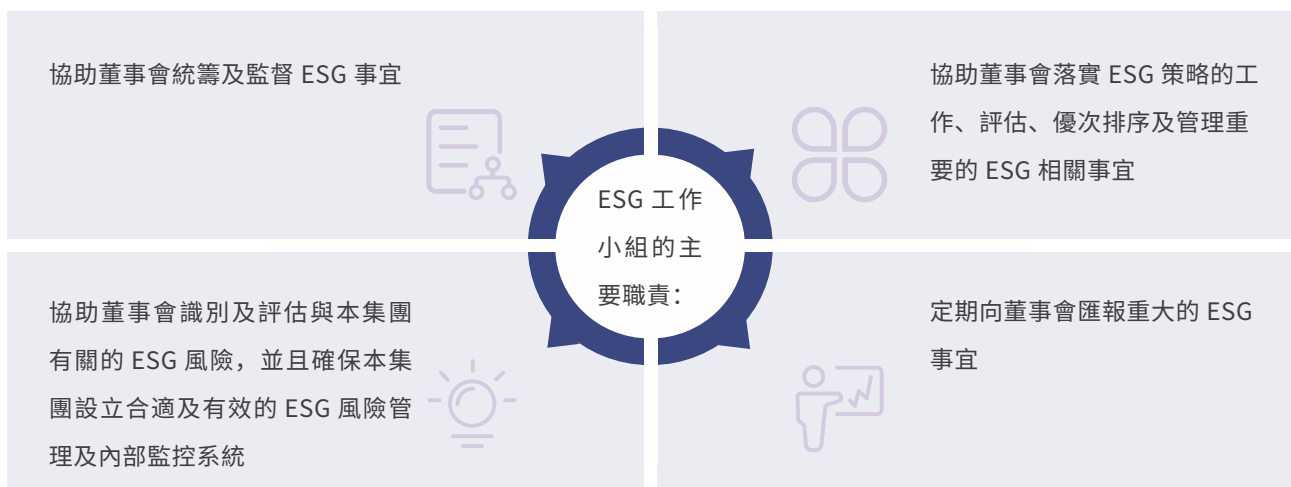 協助董事會統籌及監督 ESG 事宜
協助董事會落實 ESG 策略的工
作、評估、優次排序及管理重
要的 ESG 相關事宜
ESG 工作
小組的主
要職責：
協助董事會識別及評估與本集團
有關的 ESG 風險，並且確保本集
團設立合適及有效的 ESG 風險管
理及內部監控系統
定期向董事會匯報重大的 ESG
事宜